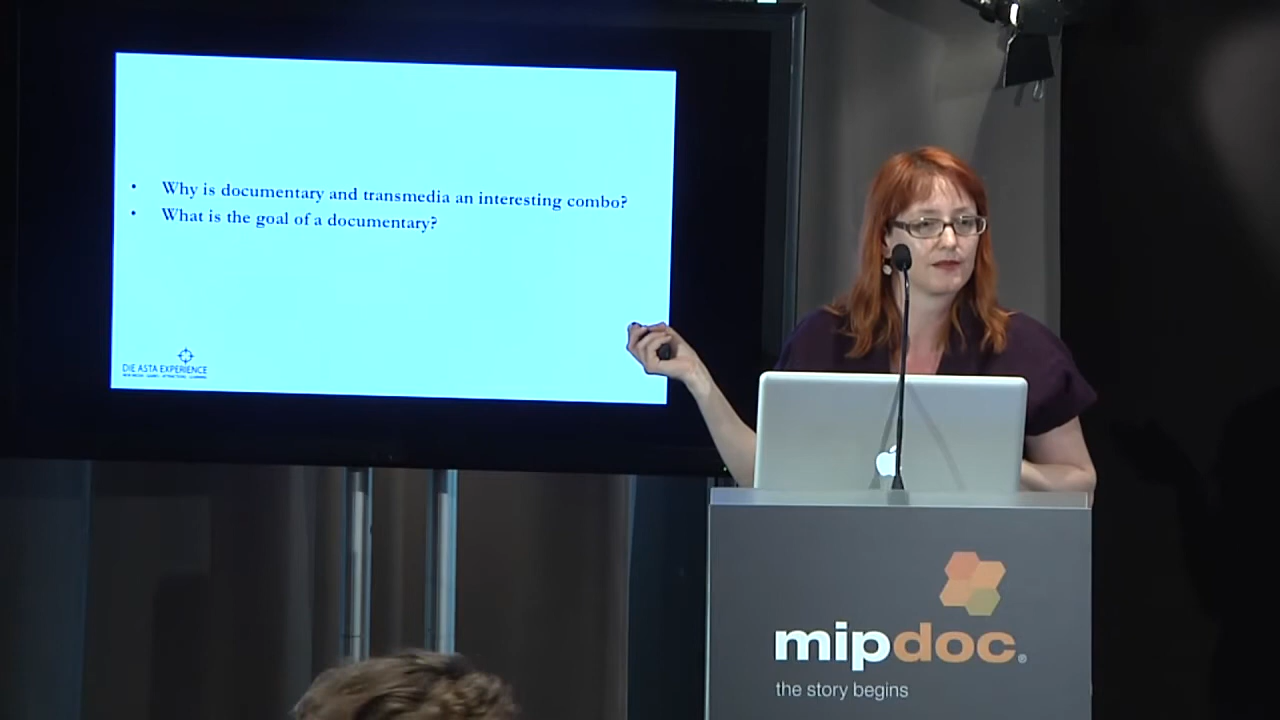 • Why is documentary and transmedia an interesting combo?
• What is the goal of a documentary?
DIE ASTA EXPERIENCE
mipdoc®
the story begins